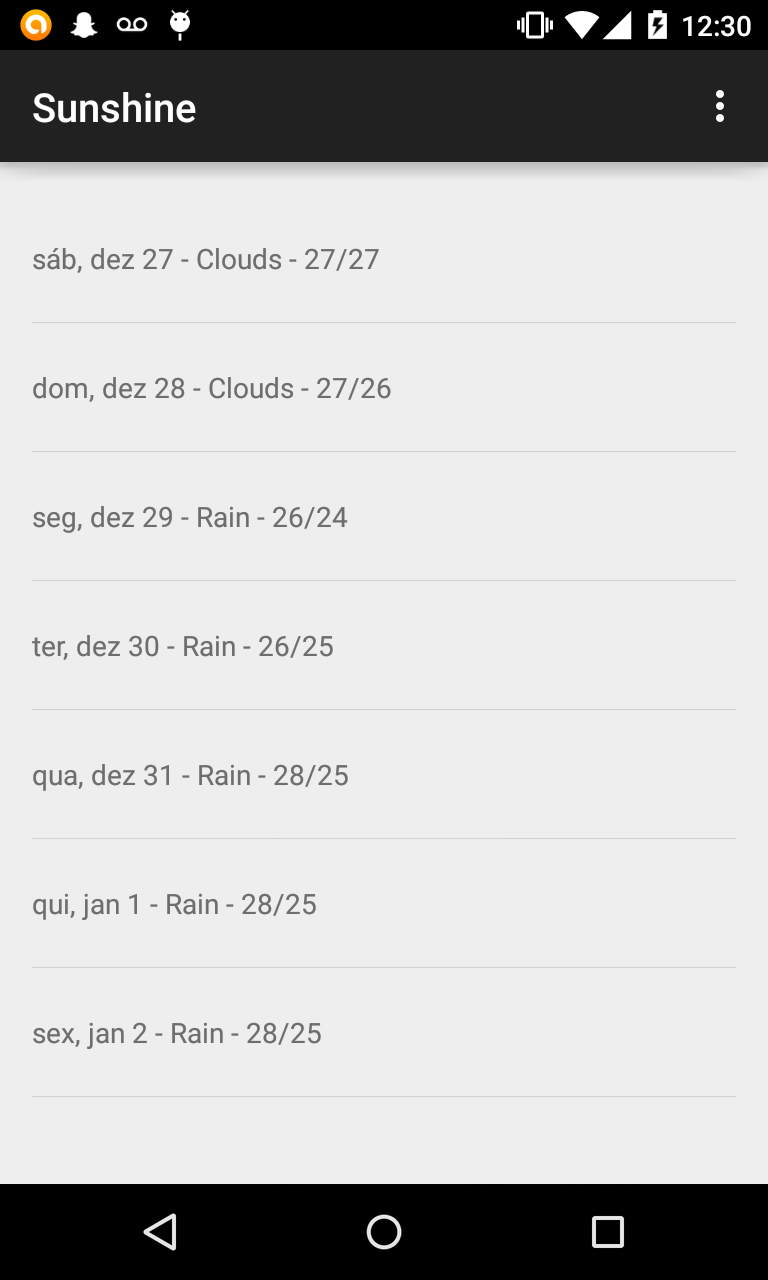 12:30
Sunshine
sáb, dez 27 - Clouds - 27/27
dom, dez 28 - Clouds - 27/26
seg, dez 29 - Rain - 26/24
ter, dez 30 - Rain - 26/25
qua, dez 31 - Rain - 28/25
qui, jan 1 - Rain - 28/25
sex, jan 2 - Rain - 28/25